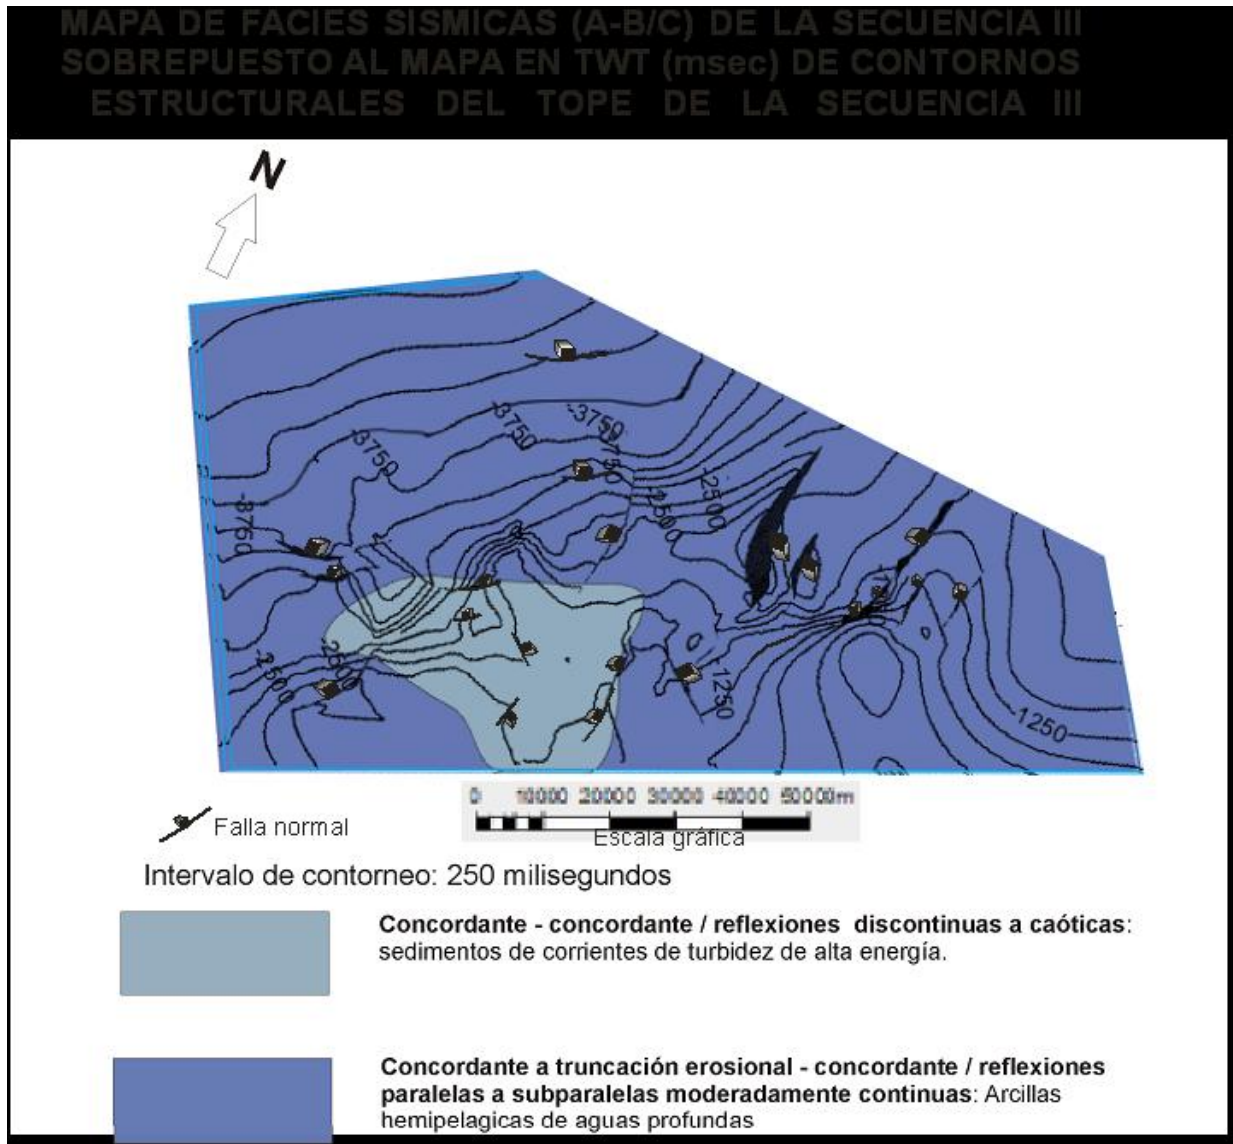 MAPA DE FACIES SISMICAS (A-B/C) DE LA SECUENCIA III
SOBREPUESTO AL MAPA EN TWT (msec) DE CONTORNOS
ESTRUCTURALES DEL TOPE DE LA SECUENCIA III
N
-3750
-3750
-3750
-3750
-2500
-2500
-2500
-1250
-1250
0 10000 20000 30000 40000 50000m
Escala gráfica
Falla normal
Intervalo de contorneo: 250 milisegundos
Concordante - concordante / reflexiones discontinuas a caóticas:
sedimentos de corrientes de turbidez de alta energía.
Concordante a truncación erosional - concordante / reflexiones
paralelas a subparalelas moderadamente continuas: Arcillas
hemipelagicas de aguas profundas